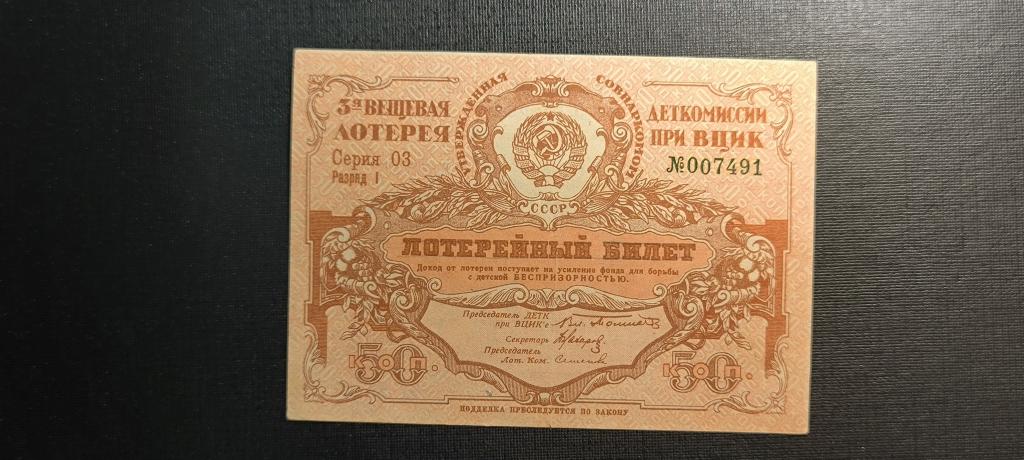 3я ВЕЩЕВАЯ
ЛОТЕРЕЯ
Серия 03
Разряд I
УТВЕРЖДЕННАЯ СОВНАРКОМОМ
ДЕТКОМИССИИ
ПРИ ВЦИК
№007491
СССР
ЛОТЕРЕЙНЫЙ БИЛЕТ
Доход от лотереи поступает на усиление фонда для борьбы
с детской БЕСПРИЗОРНОСТЬЮ.
Председатель ДЕТК
при ВЦИК'е
Секретарь
Председатель
Лот. Ком.
50 КОП.
50 КОП.
ПОДДЕЛКА ПРЕСЛЕДУЕТСЯ ПО ЗАКОНУ